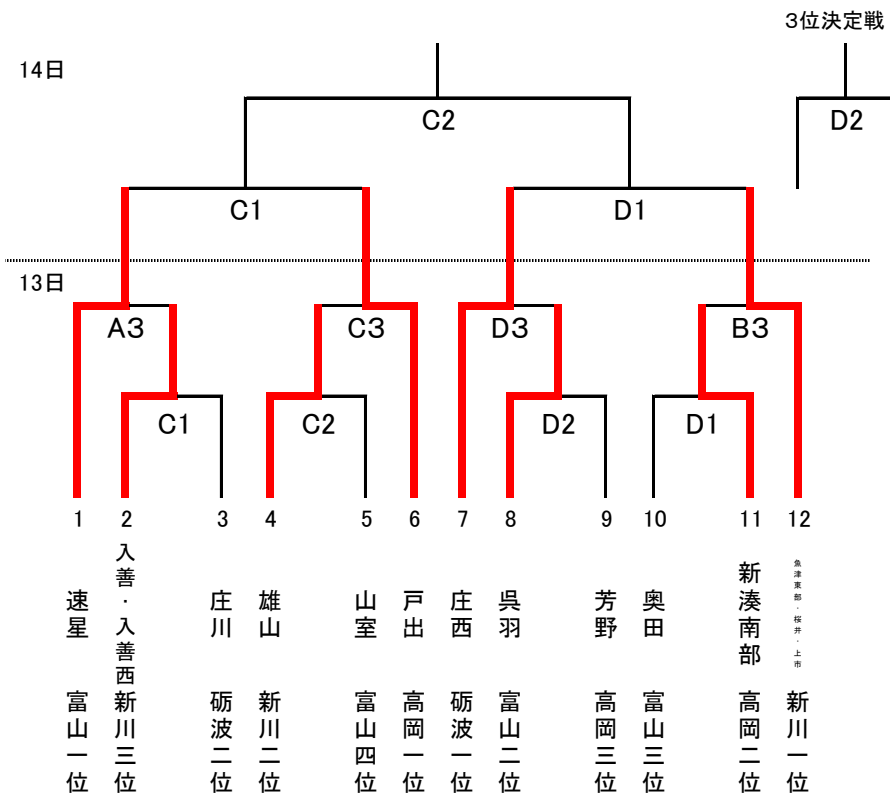 3位決定戦
14日
C2
D2
C1
D1
13日
A3
C3
D3
B3
C1
C2
D2
D1
1
2
3
4
5
6
7
8
9
10
11
12
速星
入善・入善西
庄川
雄山
山室
戸出
庄西
呉羽
芳野
奥田
新湊南部
魚津東部・桜井・上市
富山一位
新川三位
砺波二位
新川二位
富山四位
高岡一位
砺波一位
富山二位
高岡三位
富山三位
高岡二位
新川一位